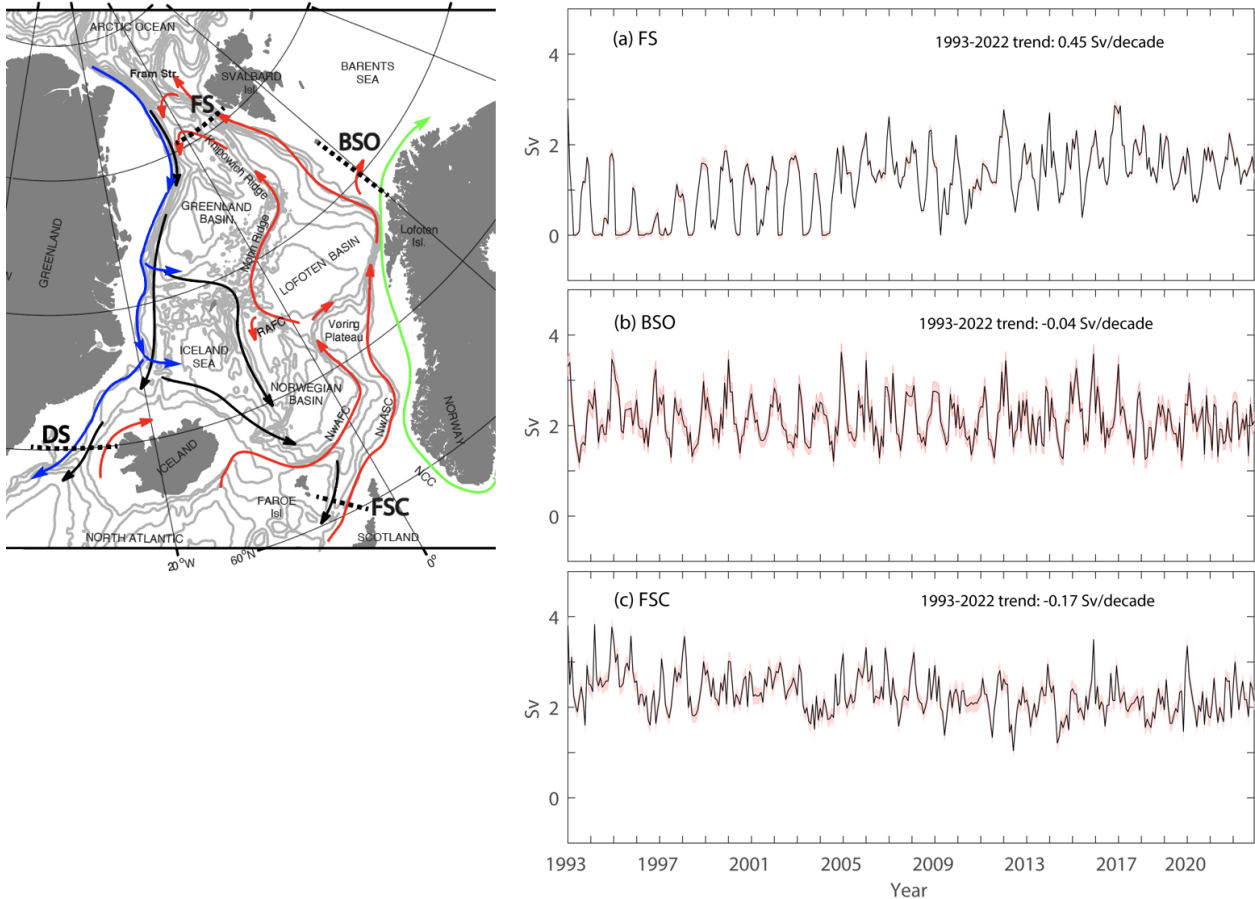 ARCTIC OCEAN
Fram Str.
SVALBARD
Isl.
BARENTS
SEA
FS
BSO
Knipowich Ridge
GREENLAND
BASIN
GREENLAND
Mohn Ridge
Lofoten
Isl.
LOFOTEN BASIN
RAFC
Vøring
Plateau
ICELAND
SEA
NORWEGIAN
BASIN
NwAFC
NwASC
NORWAY
DS
ICELAND
NCC
FAROE
Isl
FSC
NORTH ATLANTIC
SCOTLAND
20°W
60°N
0°
(a) FS
1993-2022 trend: 0.45 Sv/decade
4
2
0
Sv
(b) BSO
1993-2022 trend: -0.04 Sv/decade
4
2
0
Sv
(c) FSC
1993-2022 trend: -0.17 Sv/decade
4
2
0
Sv
1993 1997 2001 2005 2009 2013 2017 2020
Year